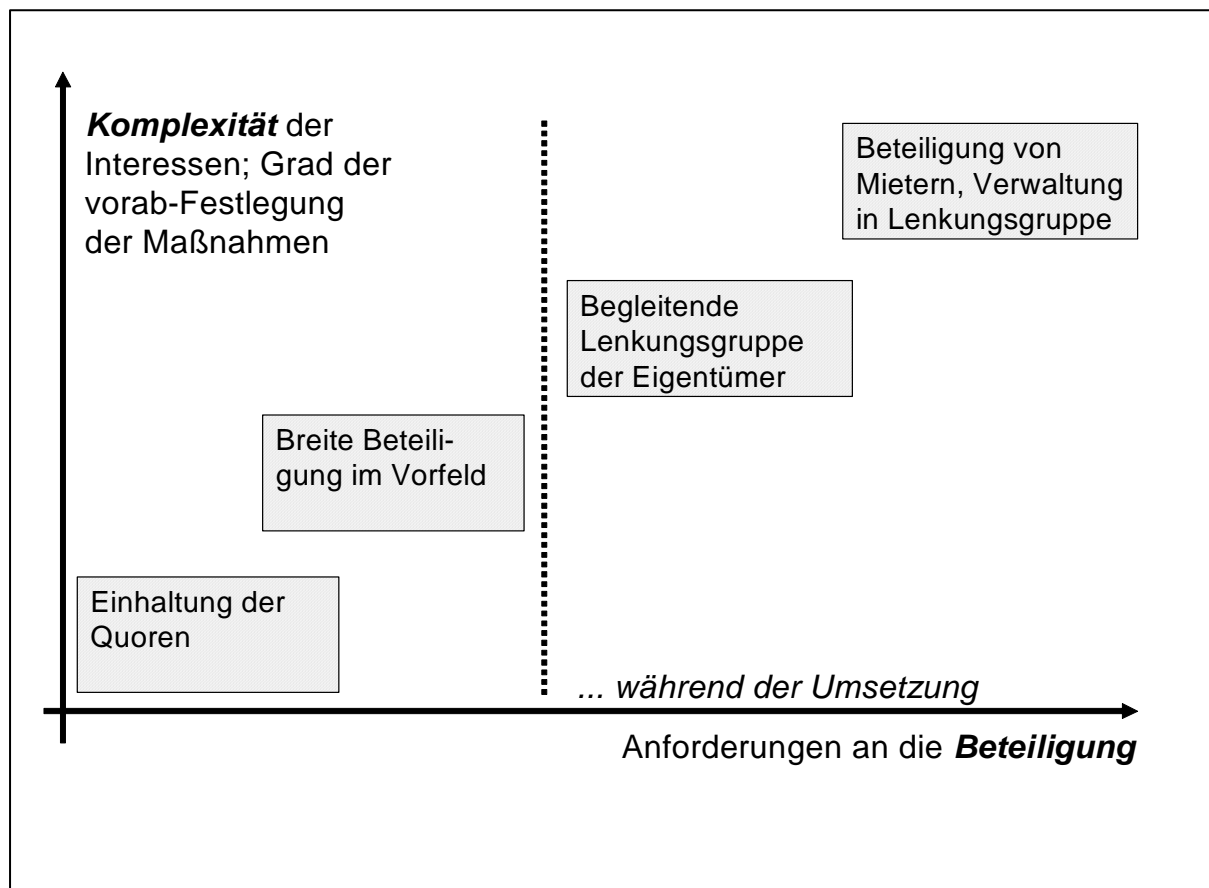 Komplexität der
Interessen; Grad der
vorab-Festlegung
der Maßnahmen
Beteiligung von
Mietern, Verwaltung
in Lenkungsgruppe
Begleitende
Lenkungsgruppe
der Eigentümer
Breite Beteili-
gung im Vorfeld
Einhaltung der
Quoren
... während der Umsetzung
Anforderungen an die Beteiligung